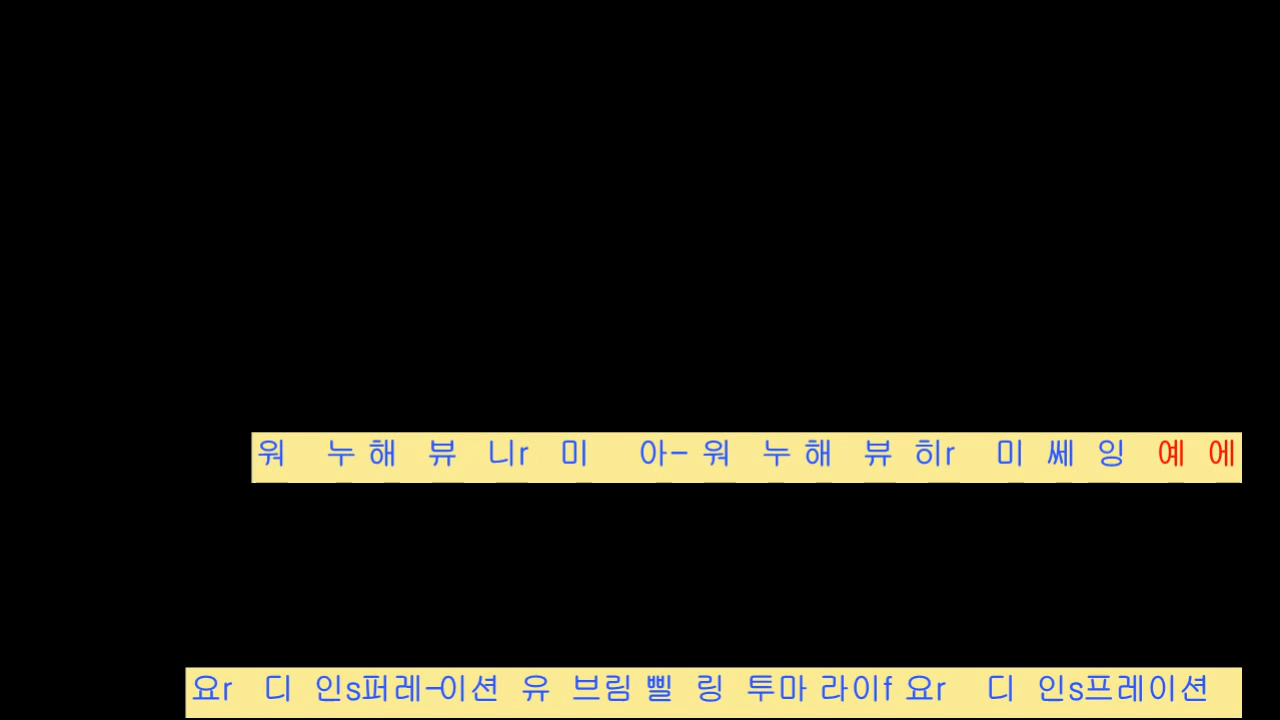 워 누 해 뷰 니r 미 아- 워 누 해 뷰 히r 미 쎄 잉 예 에
요r 디 인s퍼레-이션 유 브림 삘 링 투마 라이f 요r 디 인s프레이션